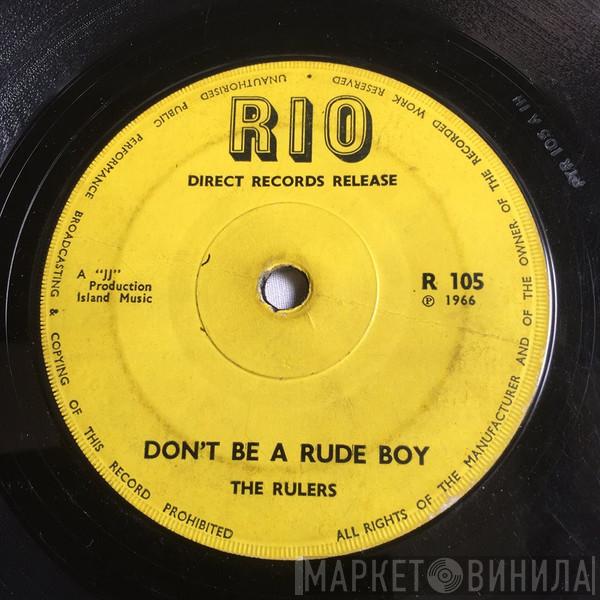 RIO
DIRECT RECORDS RELEASE
A "JJ"
Production
Island Music
R 105
℗ 1966
DON'T BE A RUDE BOY
THE RULERS
ALL RIGHTS OF THE MANUFACTURER AND OF THE OWNER OF THE RECORDED WORK RESERVED • UNAUTHORISED PUBLIC PERFORMANCE BROADCASTING & COPYING OF THIS RECORD PROHIBITED
МАРКЕТ ВИНИЛА